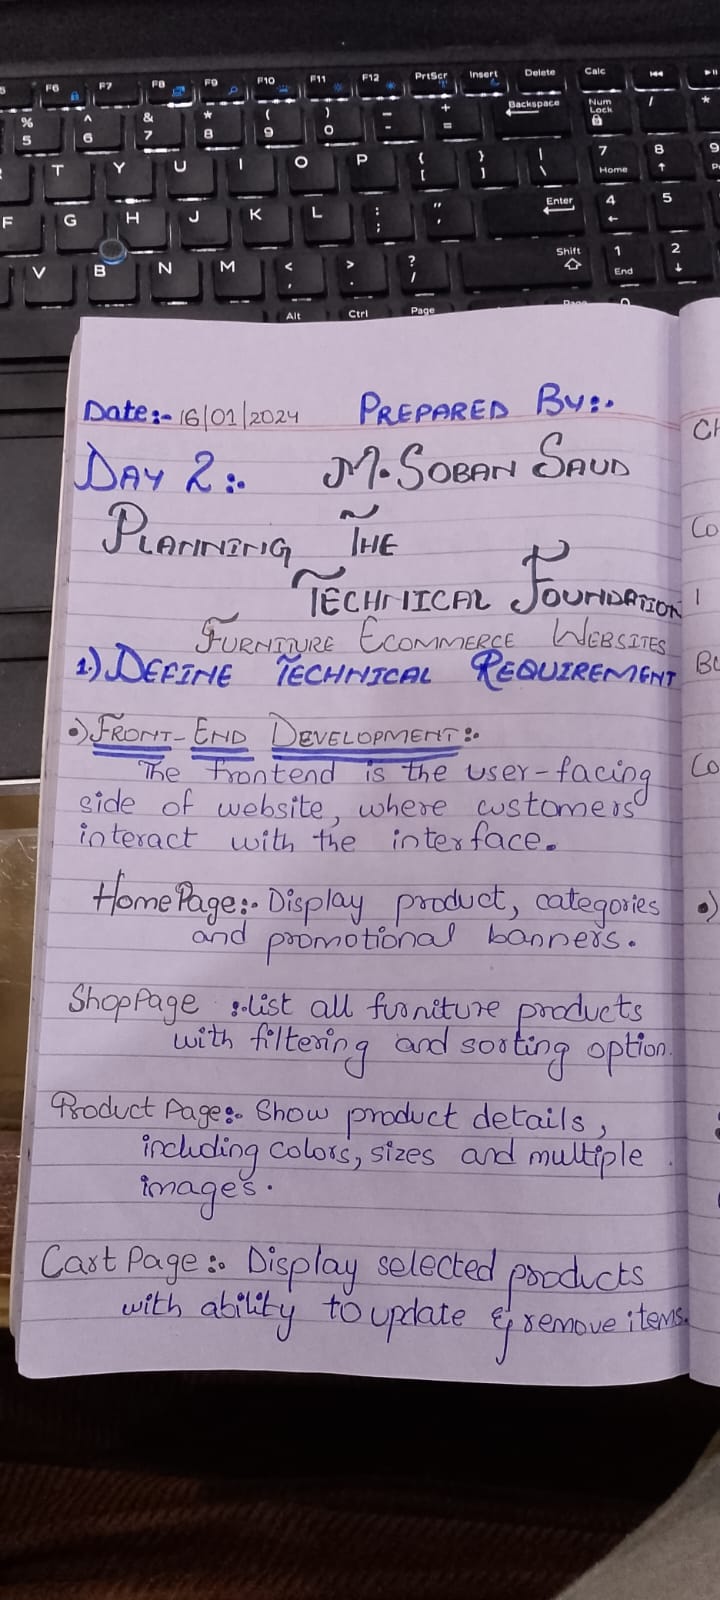 F6 F7 F8 F9 F10 F11 F12 PrtScr Insert Delete Calc
% ^ & * ( ) - + Backspace Num Lock / *
5 6 7 8 9 0 - =
T Y U I O P { } | 7 8 9
[ ] \ Home
F G H J K L : " Enter 4 5
; '
V B N M < > ? Shift 1 2
, . / End
Alt Ctrl Page
Date:- 16/01/2024 PREPARED By:-
DAY 2:- M. SOBAN SAUD
PLANNING THE
TECHNICAL FOUNDATION
FURNITURE ECOMMERCE WEBSITES
1.) DEFINE TECHNICAL REQUIREMENT
•) FRONT-END DEVELOPMENT:-
The frontend is the user-facing
side of website, where customers
interact with the interface.
Home Page:- Display product, categories
and promotional banners.
Shop Page :- List all furniture products
with filtering and sorting option.
Product Page:- Show product details,
including colors, sizes and multiple
images.
Cart Page:- Display selected products
with ability to update & remove items.